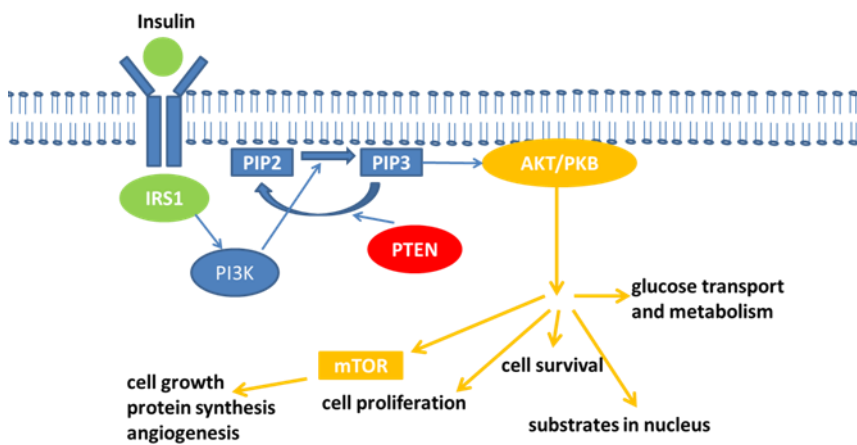 Insulin
PIP2
PIP3
AKT/PKB
IRS1
PTEN
PI3K
glucose transport
and metabolism
mTOR
cell survival
cell growth
protein synthesis
angiogenesis
cell proliferation
substrates in nucleus